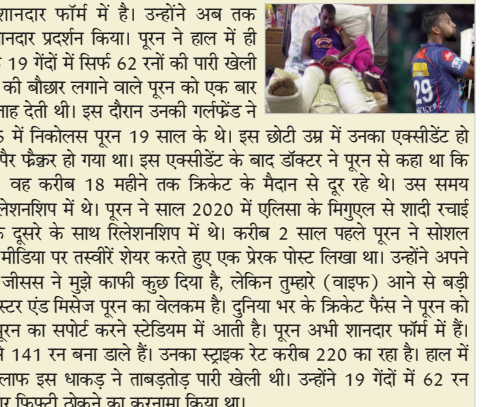 शानदार फॉर्म में है। उन्होंने अब तक
ानदार प्रदर्शन किया। पूरन ने हाल में ही
19 गेंदों में सिर्फ 62 रनों की पारी खेली
की बौछार लगाने वाले पूरन को एक बार
ाह देती थी। इस दौरान उनकी गर्लफ्रेंड ने
में निकोलस पूरन 19 साल के थे। इस छोटी उम्र में उनका एक्सीडेंट हो
पैर फ्रैक्चर हो गया था। इस एक्सीडेंट के बाद डॉक्टर ने पूरन से कहा था कि
वह करीब 18 महीने तक क्रिकेट के मैदान से दूर रहे थे। उस समय
लेशनशिप में थे। पूरन ने साल 2020 में एलिसा के मिगुएल से शादी रचाई
दूसरे के साथ रिलेशनशिप में थे। करीब 2 साल पहले पूरन ने सोशल
मीडिया पर तस्वीरें शेयर करते हुए एक प्रेरक पोस्ट लिखा था। उन्होंने अपने
जीसस ने मुझे काफी कुछ दिया है, लेकिन तुम्हारे (वाइफ) आने से बड़ी
स्टर एंड मिसेज पूरन का वेलकम है। दुनिया भर के क्रिकेट फैंस ने पूरन को
पूरन का सपोर्ट करने स्टेडियम में आती है। पूरन अभी शानदार फॉर्म में हैं।
141 रन बना डाले हैं। उनका स्ट्राइक रेट करीब 220 का रहा है। हाल में
लाफ इस धाकड़ ने ताबड़तोड़ पारी खेली थी। उन्होंने 19 गेंदों में 62 रन
फिफ्टी ठोकने का करनामा किया था।
29